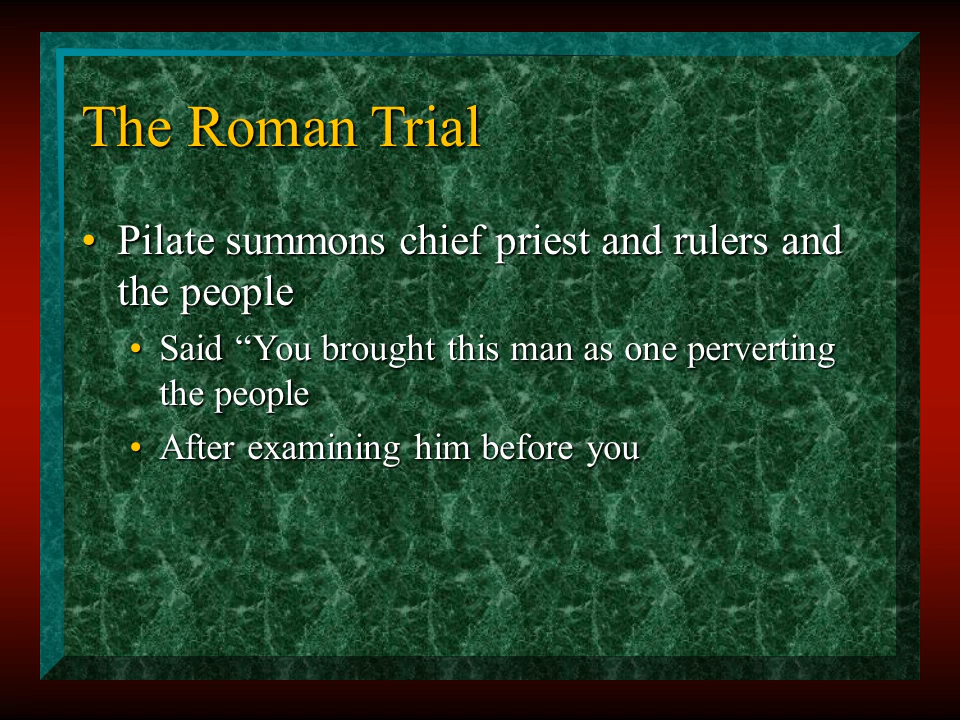 The Roman Trial
• Pilate summons chief priest and rulers and
the people
• Said “You brought this man as one perverting
the people
• After examining him before you